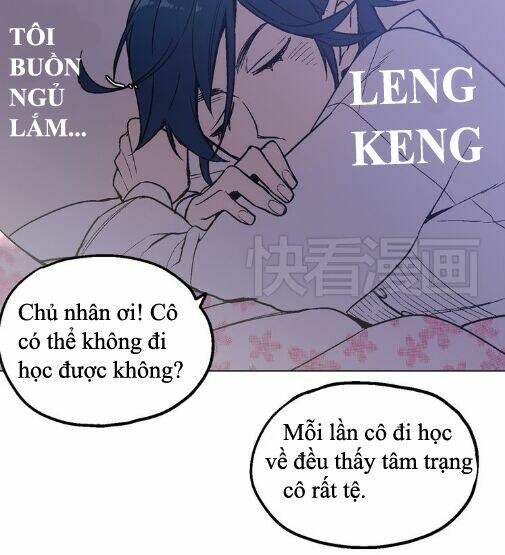 TÔI
BUỒN
NGỦ
LẮM...
LENG
KENG
快看漫画
Chủ nhân ơi! Cô
có thể không đi
học được không?
Mỗi lần cô đi học
về đều thấy tâm trạng
cô rất tệ.